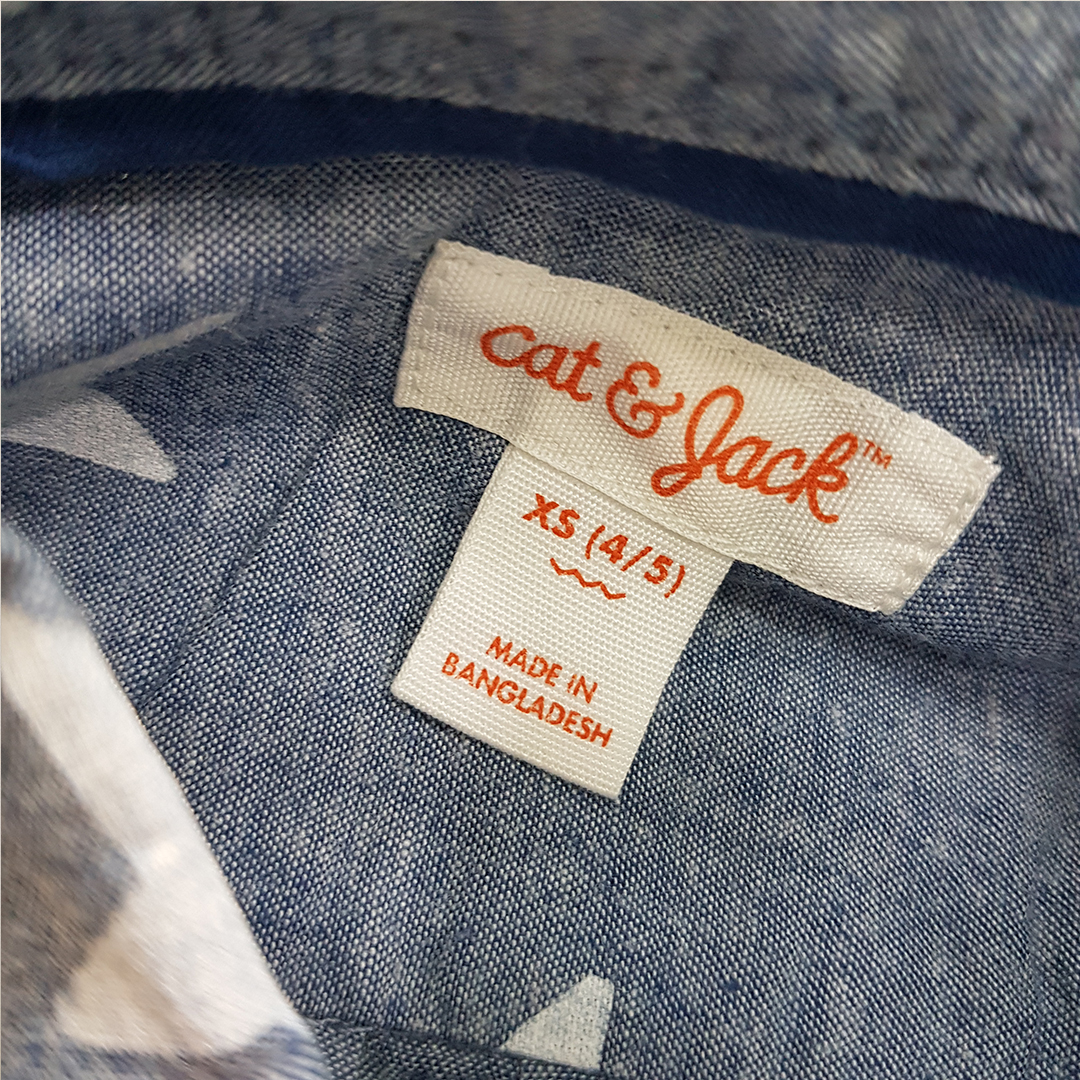 cat & Jack™
XS (4/5)
MADE IN
BANGLADESH